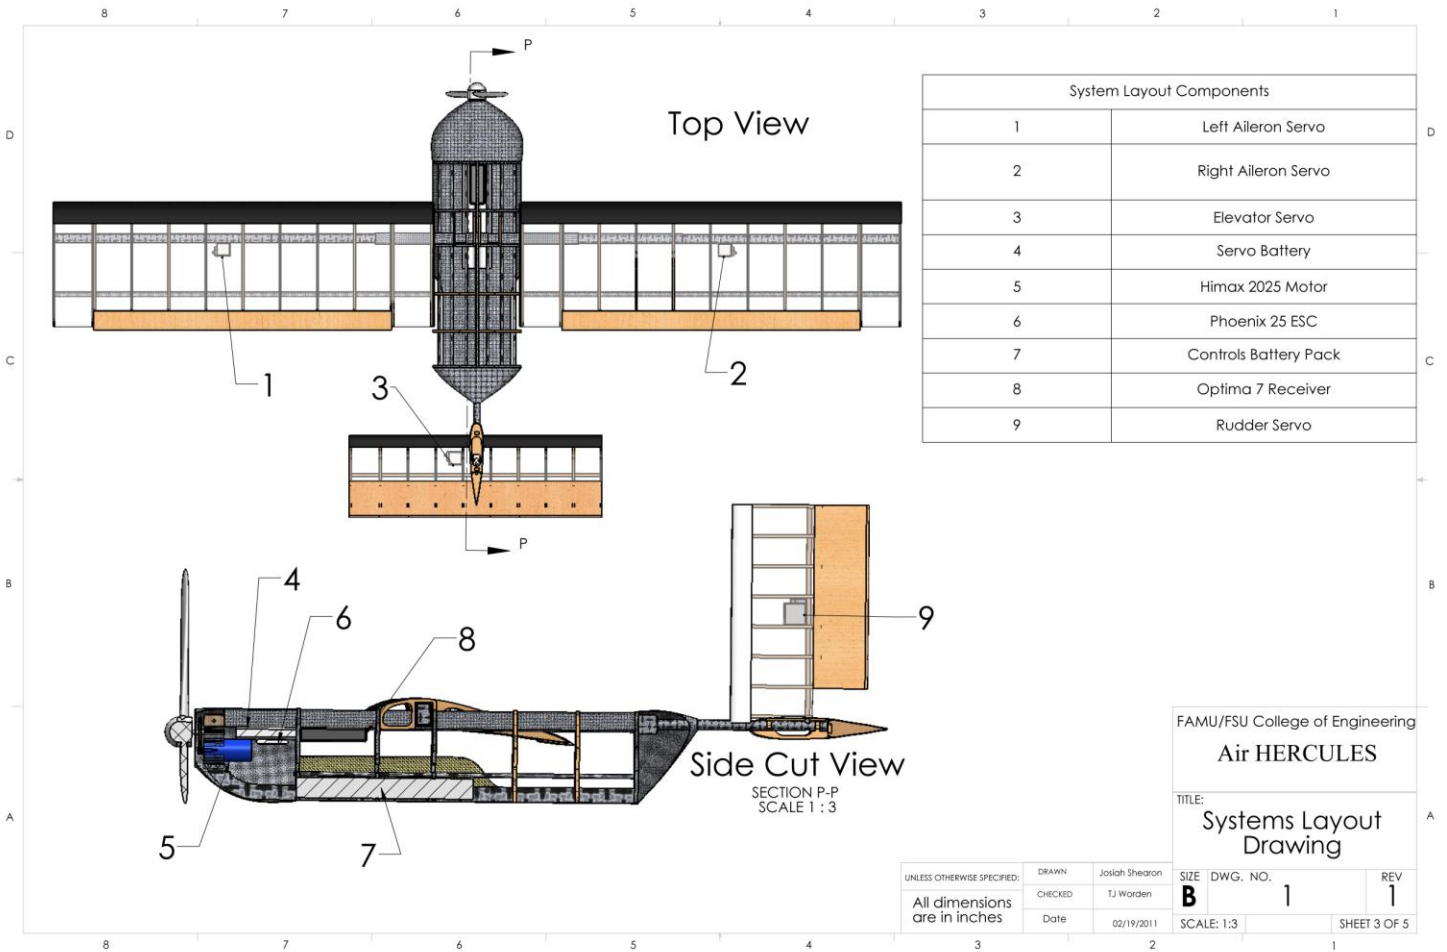 8 7 6 5 4 3 2 1
D
C
B
A
P
Top View
1
2
3
P
System Layout Components
1 Left Aileron Servo
2 Right Aileron Servo
3 Elevator Servo
4 Servo Battery
5 Himax 2025 Motor
6 Phoenix 25 ESC
7 Controls Battery Pack
8 Optima 7 Receiver
9 Rudder Servo
4
6
8
9
5
7
Side Cut View
SECTION P-P
SCALE 1 : 3
D
C
B
A
FAMU/FSU College of Engineering
Air HERCULES
TITLE:
Systems Layout
Drawing
UNLESS OTHERWISE SPECIFIED:
All dimensions
are in inches
DRAWN Josiah Shearon
CHECKED TJ Worden
Date 02/19/2011
SIZE DWG. NO. REV
B 1 1
SCALE: 1:3 SHEET 3 OF 5
8 7 6 5 4 3 2 1